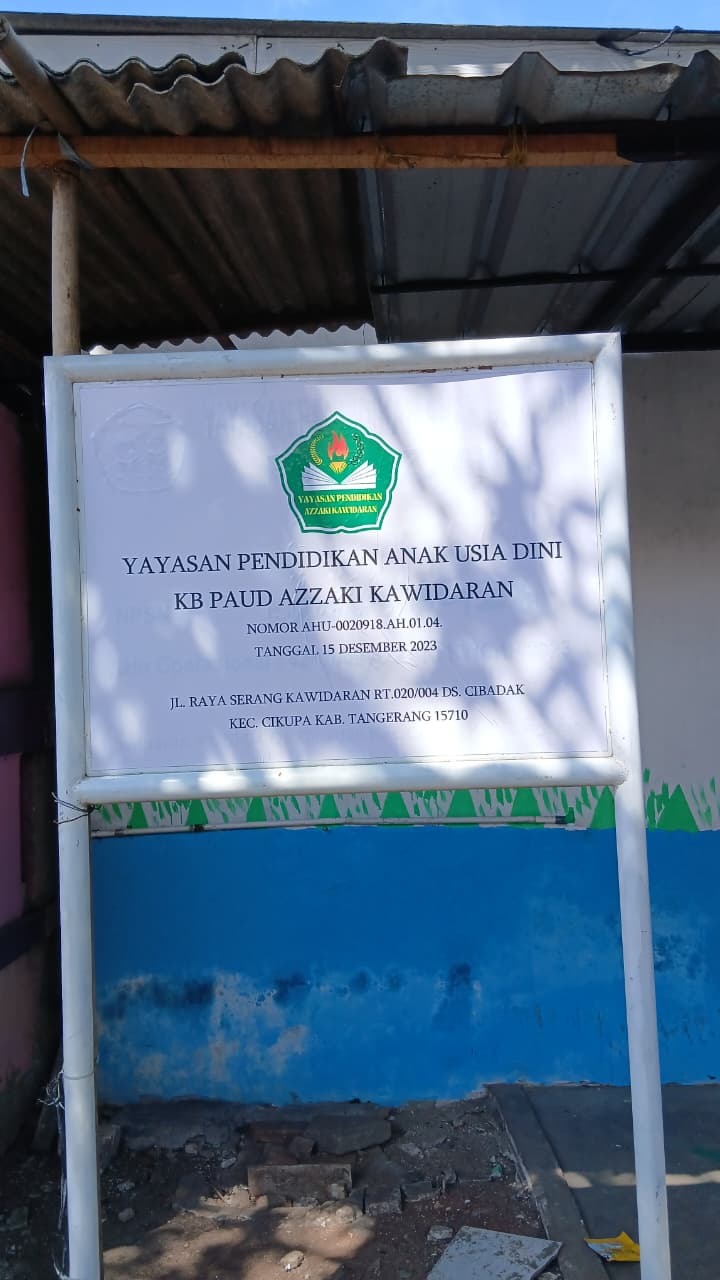 YAYASAN PENDIDIKAN
AZZAKI KAWIDARAN
YAYASAN PENDIDIKAN ANAK USIA DINI
KB PAUD AZZAKI KAWIDARAN
NOMOR AHU-0020918.AH.01.04.
TANGGAL 15 DESEMBER 2023
JL. RAYA SERANG KAWIDARAN RT.020/004 DS. CIBADAK
KEC. CIKUPA KAB. TANGERANG 15710